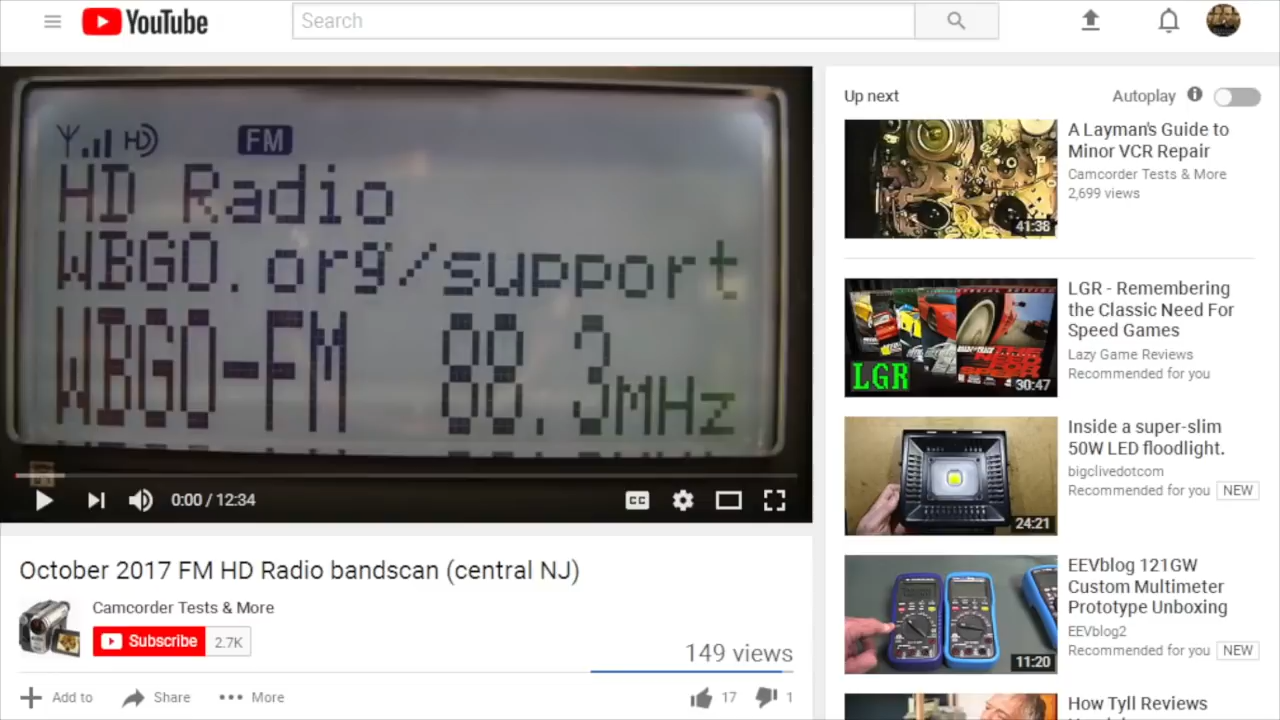 YouTube
Search
HD FM
HD Radio
WBGO.org/support
WBGO-FM 88.3MHz
0:00 / 12:34
CC
October 2017 FM HD Radio bandscan (central NJ)
Camcorder Tests & More
Subscribe 2.7K
149 views
Add to Share More
17 1
Up next Autoplay
41:38
A Layman's Guide to
Minor VCR Repair
Camcorder Tests & More
2,699 views
LGR
30:47
LGR - Remembering
the Classic Need For
Speed Games
Lazy Game Reviews
Recommended for you
24:21
Inside a super-slim
50W LED floodlight.
bigclivedotcom
Recommended for you NEW
11:20
EEVblog 121GW
Custom Multimeter
Prototype Unboxing
EEVblog2
Recommended for you NEW
How Tyll Reviews